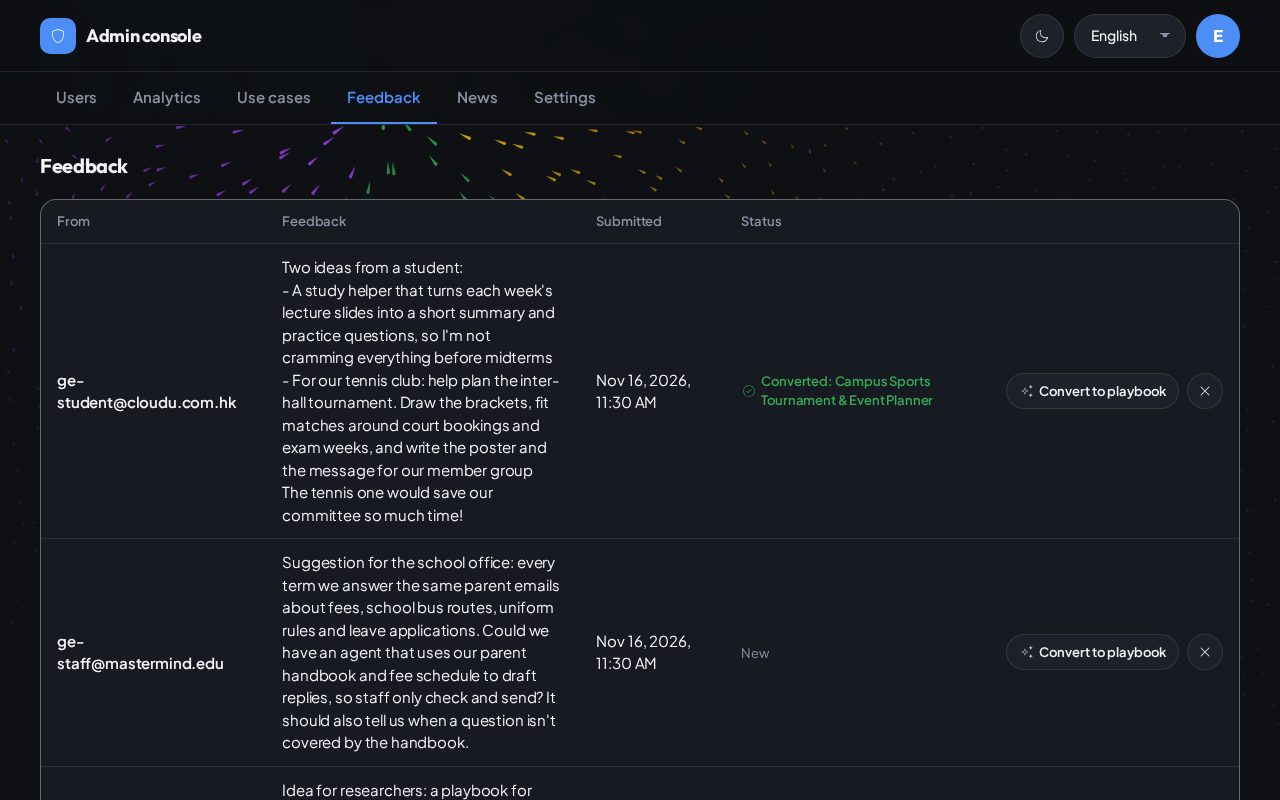 Admin console
English
E
Users
Analytics
Use cases
Feedback
News
Settings
Feedback
From
Feedback
Submitted
Status
ge-
student@cloudu.com.hk
Two ideas from a student:
- A study helper that turns each week's
lecture slides into a short summary and
practice questions, so I'm not
cramming everything before midterms
- For our tennis club: help plan the inter-
hall tournament. Draw the brackets, fit
matches around court bookings and
exam weeks, and write the poster and
the message for our member group
The tennis one would save our
committee so much time!
Nov 16, 2026,
11:30 AM
Converted: Campus Sports
Tournament & Event Planner
Convert to playbook
ge-
staff@mastermind.edu
Suggestion for the school office: every
term we answer the same parent emails
about fees, school bus routes, uniform
rules and leave applications. Could we
have an agent that uses our parent
handbook and fee schedule to draft
replies, so staff only check and send? It
should also tell us when a question isn't
covered by the handbook.
Nov 16, 2026,
11:30 AM
New
Convert to playbook
Idea for researchers: a playbook for